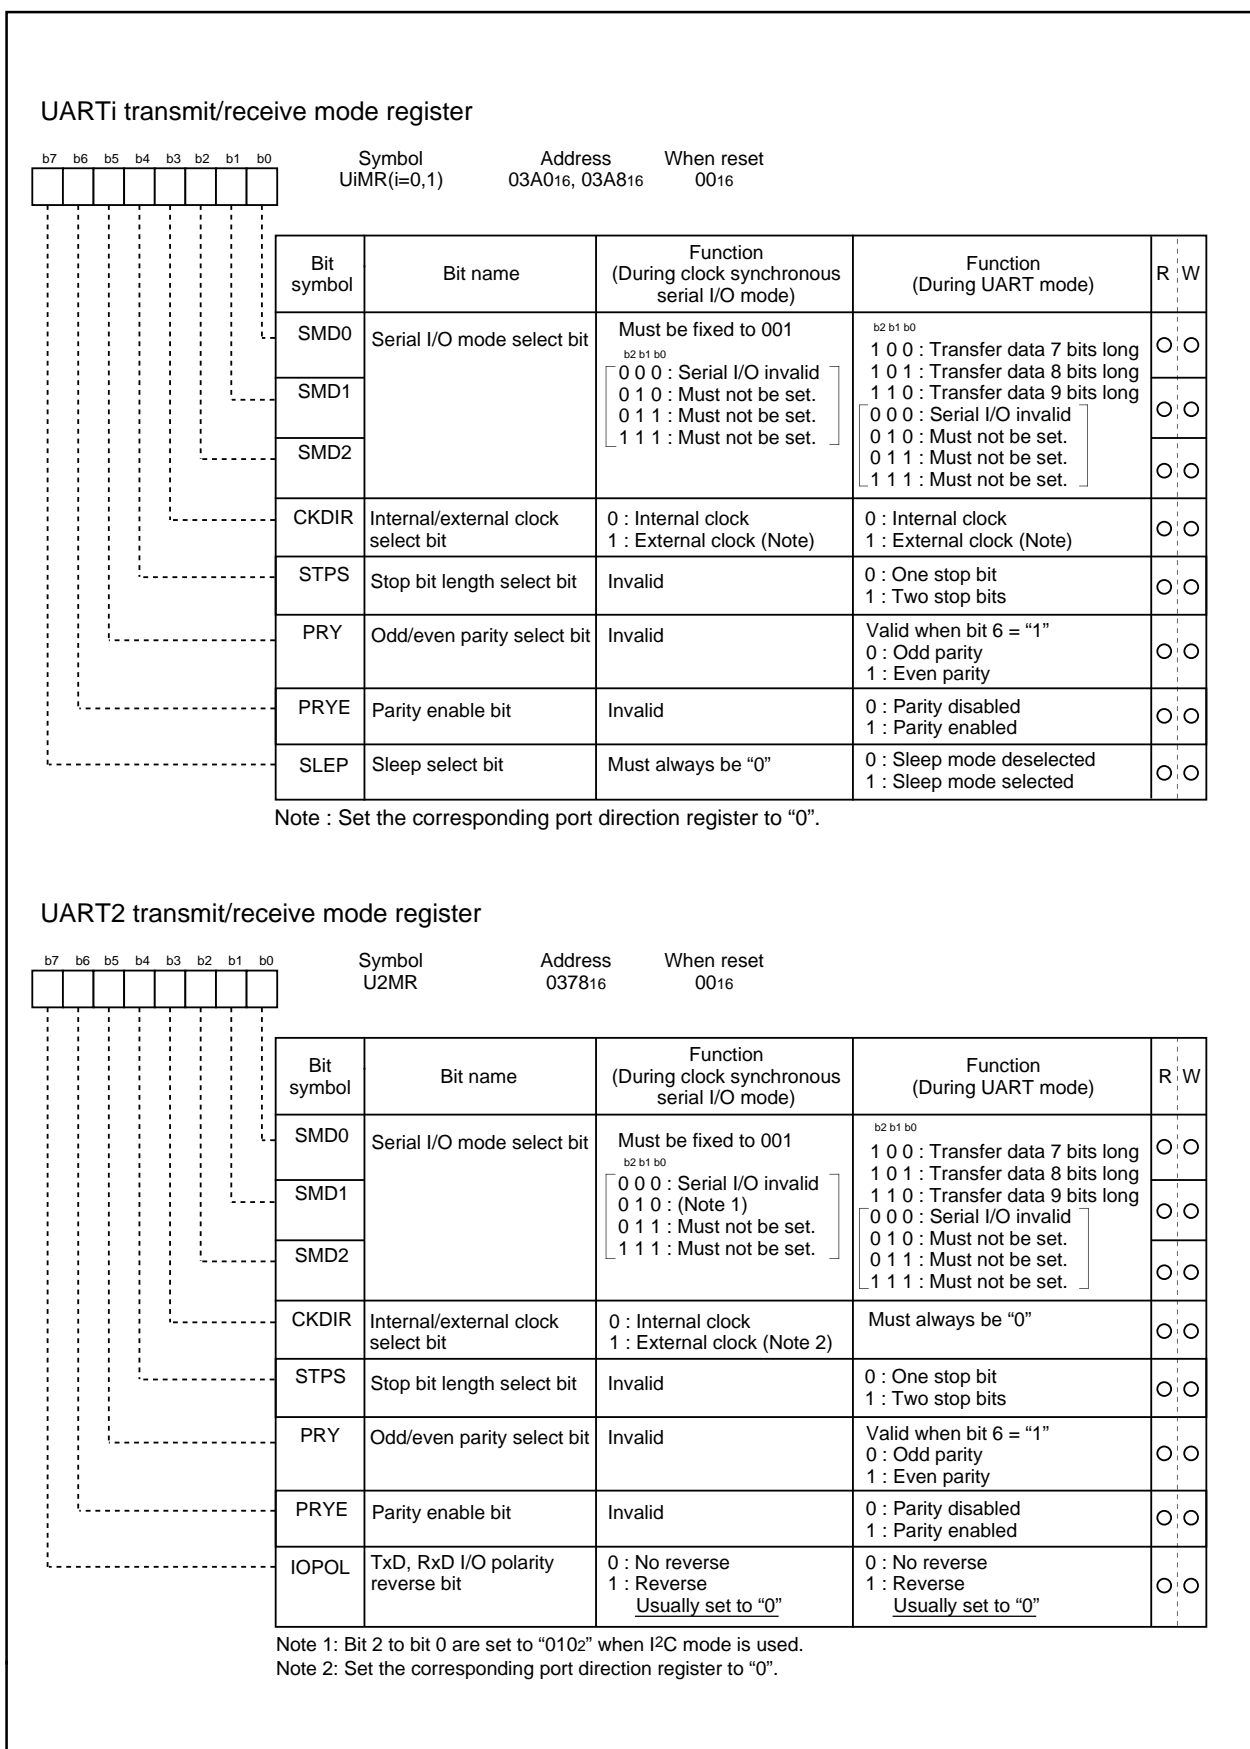 UARTi transmit/receive mode register
b7 b6 b5 b4 b3 b2 b1 b0
Symbol Address When reset
UiMR(i=0,1) 03A016, 03A816 0016
Bit symbol Bit name Function (During clock synchronous serial I/O mode) Function (During UART mode) R W
SMD0 Serial I/O mode select bit
SMD1
SMD2
Must be fixed to 001
b2 b1 b0
0 0 0 : Serial I/O invalid
0 1 0 : Must not be set.
0 1 1 : Must not be set.
1 1 1 : Must not be set.
b2 b1 b0
1 0 0 : Transfer data 7 bits long
1 0 1 : Transfer data 8 bits long
1 1 0 : Transfer data 9 bits long
0 0 0 : Serial I/O invalid
0 1 0 : Must not be set.
0 1 1 : Must not be set.
1 1 1 : Must not be set.
CKDIR Internal/external clock
select bit
0 : Internal clock
1 : External clock (Note)
0 : Internal clock
1 : External clock (Note)
STPS Stop bit length select bit Invalid
0 : One stop bit
1 : Two stop bits
PRY Odd/even parity select bit Invalid
Valid when bit 6 = “1”
0 : Odd parity
1 : Even parity
PRYE Parity enable bit Invalid
0 : Parity disabled
1 : Parity enabled
SLEP Sleep select bit Must always be “0”
0 : Sleep mode deselected
1 : Sleep mode selected
Note : Set the corresponding port direction register to “0”.
UART2 transmit/receive mode register
b7 b6 b5 b4 b3 b2 b1 b0
Symbol Address When reset
U2MR 037816 0016
Bit symbol Bit name Function (During clock synchronous serial I/O mode) Function (During UART mode) R W
SMD0 Serial I/O mode select bit
SMD1
SMD2
Must be fixed to 001
b2 b1 b0
0 0 0 : Serial I/O invalid
0 1 0 : (Note 1)
0 1 1 : Must not be set.
1 1 1 : Must not be set.
b2 b1 b0
1 0 0 : Transfer data 7 bits long
1 0 1 : Transfer data 8 bits long
1 1 0 : Transfer data 9 bits long
0 0 0 : Serial I/O invalid
0 1 0 : Must not be set.
0 1 1 : Must not be set.
1 1 1 : Must not be set.
CKDIR Internal/external clock
select bit
0 : Internal clock
1 : External clock (Note 2)
Must always be “0”
STPS Stop bit length select bit Invalid
0 : One stop bit
1 : Two stop bits
PRY Odd/even parity select bit Invalid
Valid when bit 6 = “1”
0 : Odd parity
1 : Even parity
PRYE Parity enable bit Invalid
0 : Parity disabled
1 : Parity enabled
IOPOL TxD, RxD I/O polarity
reverse bit
0 : No reverse
1 : Reverse
Usually set to “0”
0 : No reverse
1 : Reverse
Usually set to “0”
Note 1: Bit 2 to bit 0 are set to “0102” when I2C mode is used.
Note 2: Set the corresponding port direction register to “0”.